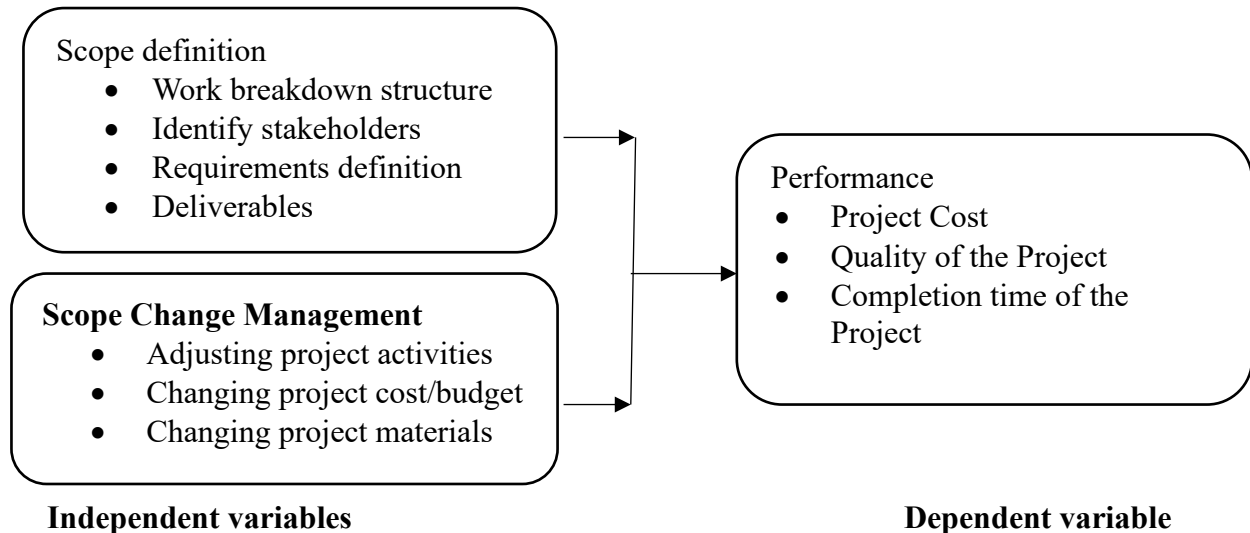 Scope definition
• Work breakdown structure
• Identify stakeholders
• Requirements definition
• Deliverables
Scope Change Management
• Adjusting project activities
• Changing project cost/budget
• Changing project materials
Independent variables
Performance
• Project Cost
• Quality of the Project
• Completion time of the
Project
Dependent variable